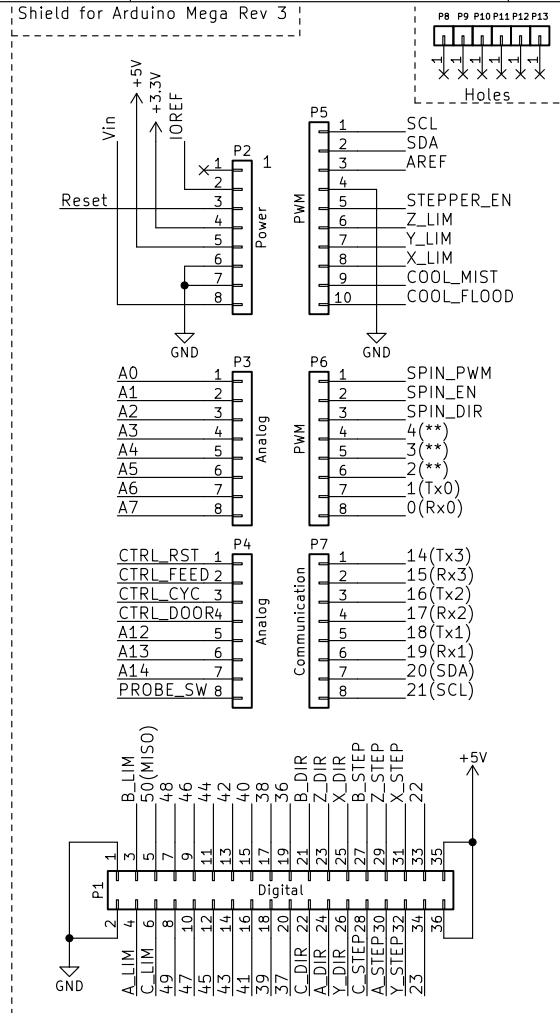 Shield for Arduino Mega Rev 3
P8 P9 P10 P11 P12 P13
1 1 1 1 1 1
Holes
Vin
+5V
+3.3V
IOREF
P2
1
1
2
Reset 3
4
5
6
7
8
Power
GND
P5
1 SCL
2 SDA
3 AREF
4
5 STEPPER_EN
6 Z_LIM
7 Y_LIM
8 X_LIM
9 COOL_MIST
10 COOL_FLOOD
PWM
GND
P3
A0 1
A1 2
A2 3
A3 4
A4 5
A5 6
A6 7
A7 8
Analog
P6
1 SPIN_PWM
2 SPIN_EN
3 SPIN_DIR
4 4(**)
5 3(**)
6 2(**)
7 1(Tx0)
8 0(Rx0)
PWM
P4
CTRL_RST 1
CTRL_FEED 2
CTRL_CYC 3
CTRL_DOOR 4
A12 5
A13 6
A14 7
PROBE_SW 8
Analog
P7
1 14(Tx3)
2 15(Rx3)
3 16(Tx2)
4 17(Rx2)
5 18(Tx1)
6 19(Rx1)
7 20(SDA)
8 21(SCL)
Communication
B_LIM 50(MISO) 48 46 44 42 40 38 36 B_DIR Z_DIR X_DIR B_STEP Z_STEP X_STEP 22
+5V
1 3 5 7 9 11 13 15 17 19 21 23 25 27 29 31 33 35
P1
Digital
2 4 6 8 10 12 14 16 18 20 22 24 26 28 30 32 34 36
A_LIM C_LIM 49 47 45 43 41 39 37 C_DIR A_DIR Y_DIR C_STEP A_STEP Y_STEP 23
GND